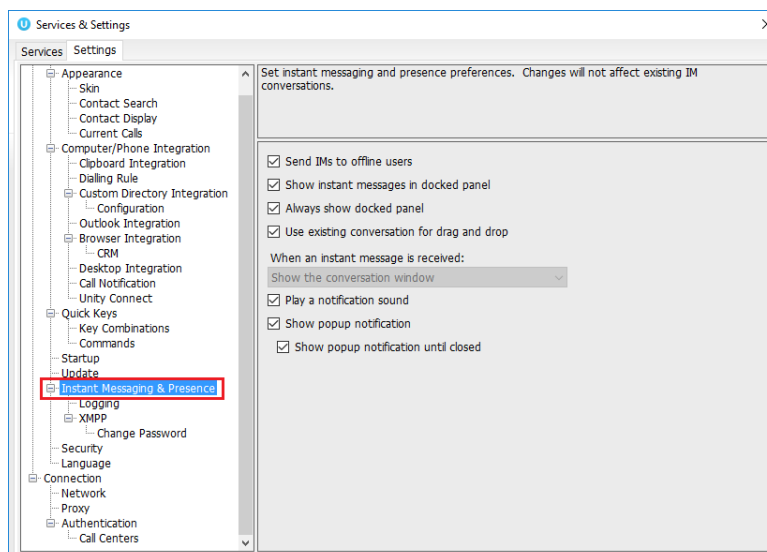 Services & Settings
Services Settings
Appearance
Skin
Contact Search
Contact Display
Current Calls
Computer/Phone Integration
Clipboard Integration
Dialling Rule
Custom Directory Integration
Configuration
Outlook Integration
Browser Integration
CRM
Desktop Integration
Call Notification
Unity Connect
Quick Keys
Key Combinations
Commands
Startup
Update
Instant Messaging & Presence
Logging
XMPP
Change Password
Security
Language
Connection
Network
Proxy
Authentication
Call Centers
Set instant messaging and presence preferences. Changes will not affect existing IM
conversations.
Send IMs to offline users
Show instant messages in docked panel
Always show docked panel
Use existing conversation for drag and drop
When an instant message is received:
Show the conversation window
Play a notification sound
Show popup notification
Show popup notification until closed